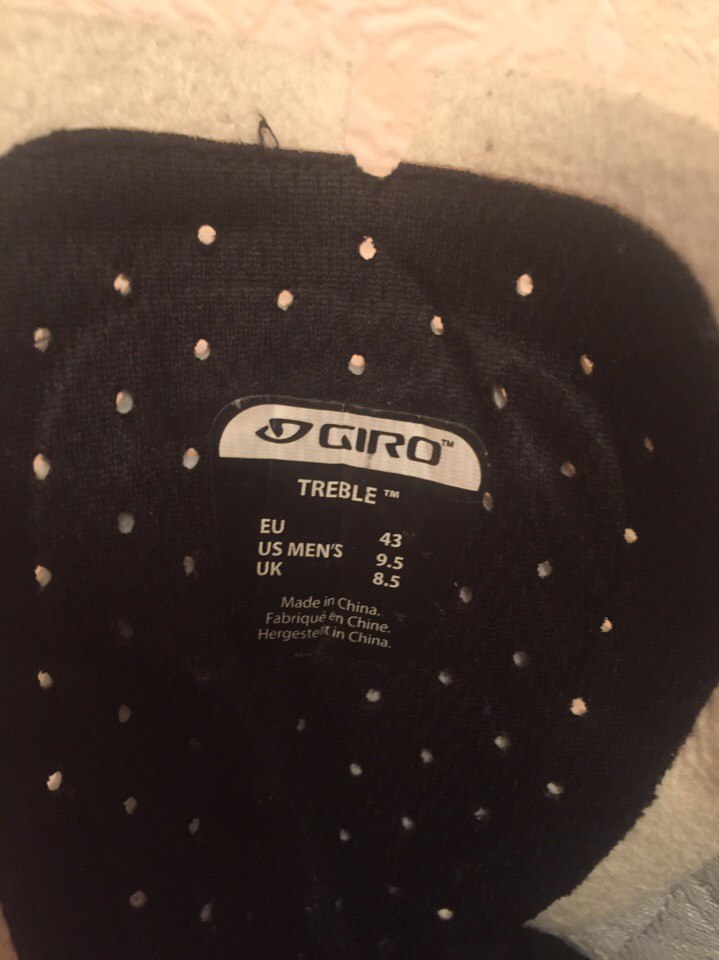 GIRO™
TREBLE™
EU 43
US MEN'S 9.5
UK 8.5
Made in China.
Fabriqué en Chine.
Hergestellt in China.